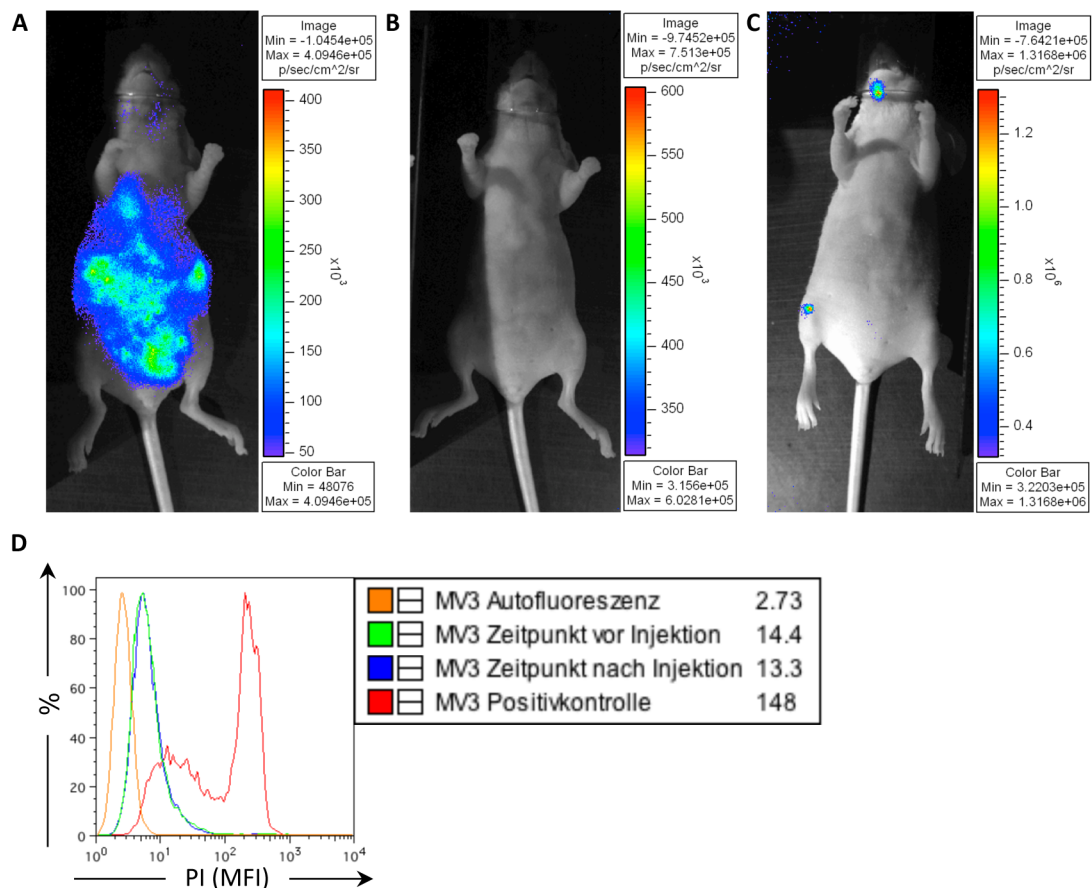 A
Image
Min = -1.0454e+05
Max = 4.0946e+05
p/sec/cm^2/sr
400
350
300
250
200
150
100
50
x10^3
Color Bar
Min = 48076
Max = 4.0946e+05
B
Image
Min = -9.7452e+05
Max = 7.513e+05
p/sec/cm^2/sr
600
550
500
450
400
350
x10^3
Color Bar
Min = 3.156e+05
Max = 6.0281e+05
C
Image
Min = -7.6421e+05
Max = 1.3168e+06
p/sec/cm^2/sr
1.2
1.0
0.8
0.6
0.4
x10^6
Color Bar
Min = 3.2203e+05
Max = 1.3168e+06
D
%
100
80
60
40
20
0
10^0 10^1 10^2 10^3 10^4
PI (MFI)
MV3 Autofluoreszenz 2.73
MV3 Zeitpunkt vor Injektion 14.4
MV3 Zeitpunkt nach Injektion 13.3
MV3 Positivkontrolle 148